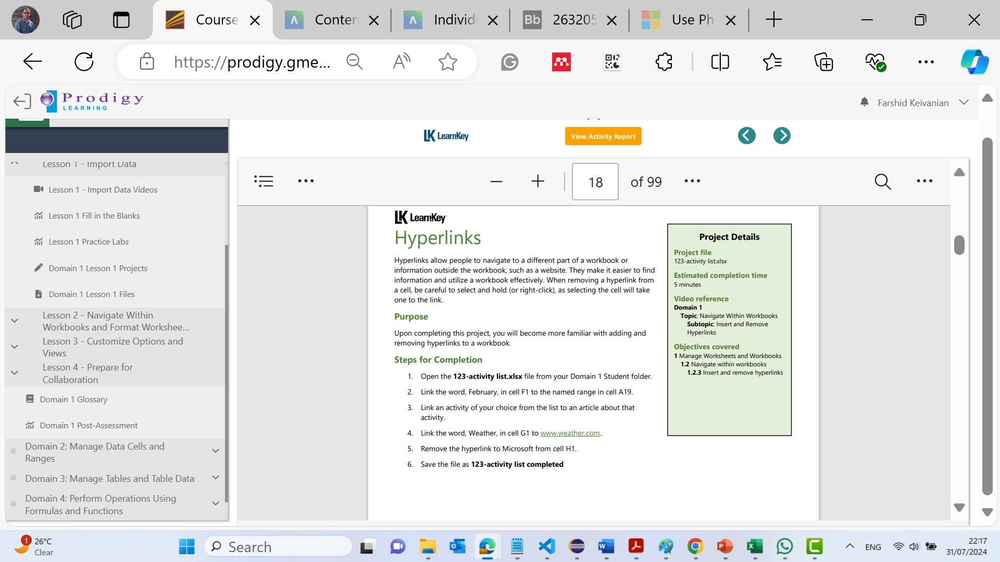 Course
Conten
Individ
Bb
263205
Use Ph
https://prodigy.gme...
Prodigy
LEARNING
Farshid Keivanian
LK LearnKey
View Activity Report
Lesson 1 - Import Data
Lesson 1 - Import Data Videos
Lesson 1 Fill in the Blanks
Lesson 1 Practice Labs
Domain 1 Lesson 1 Projects
Domain 1 Lesson 1 Files
Lesson 2 - Navigate Within
Workbooks and Format Workshee...
Lesson 3 - Customize Options and
Views
Lesson 4 - Prepare for
Collaboration
Domain 1 Glossary
Domain 1 Post-Assessment
Domain 2: Manage Data Cells and
Ranges
Domain 3: Manage Tables and Table Data
Domain 4: Perform Operations Using
Formulas and Functions
18 of 99
LK LearnKey
Hyperlinks
Hyperlinks allow people to navigate to a different part of a workbook or
information outside the workbook, such as a website. They make it easier to find
information and utilize a workbook effectively. When removing a hyperlink from
a cell, be careful to select and hold (or right-click), as selecting the cell will take
one to the link.
Purpose
Upon completing this project, you will become more familiar with adding and
removing hyperlinks to a workbook.
Steps for Completion
1. Open the 123-activity list.xlsx file from your Domain 1 Student folder.
2. Link the word, February, in cell F1 to the named range in cell A19.
3. Link an activity of your choice from the list to an article about that
activity.
4. Link the word, Weather, in cell G1 to www.weather.com.
5. Remove the hyperlink to Microsoft from cell H1.
6. Save the file as 123-activity list completed
Project Details
Project file
123-activity list.xlsx
Estimated completion time
5 minutes
Video reference
Domain 1
Topic: Navigate Within Workbooks
Subtopic: Insert and Remove
Hyperlinks
Objectives covered
1 Manage Worksheets and Workbooks
1.2 Navigate within workbooks
1.2.3 Insert and remove hyperlinks
1
26°C
Clear
Search
ENG
22:17
31/07/2024